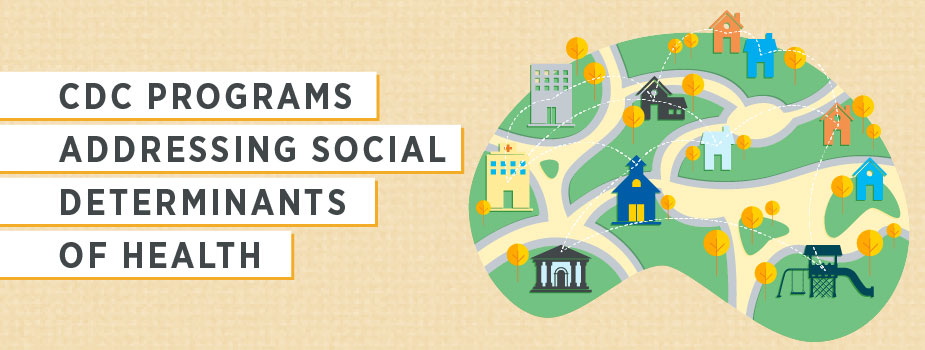 CDC PROGRAMS
ADDRESSING SOCIAL
DETERMINANTS
OF HEALTH